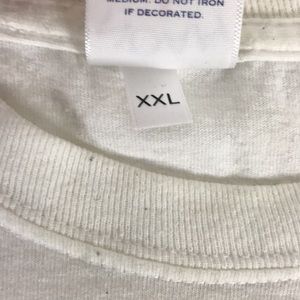 MEDIUM. DO NOT IRON
IF DECORATED.
XXL